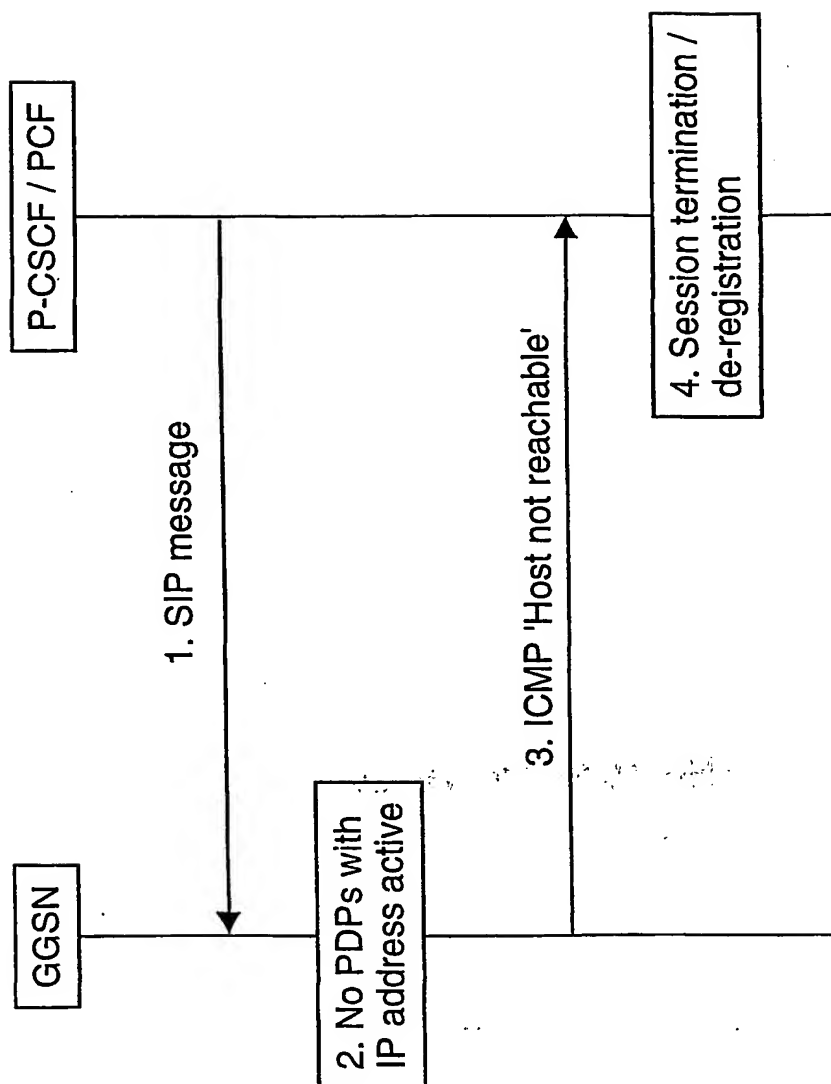 GGSN
P-CSCF / PCF
1. SIP message
2. No PDPs with
IP address active
3. ICMP 'Host not reachable'
4. Session termination /
de-registration